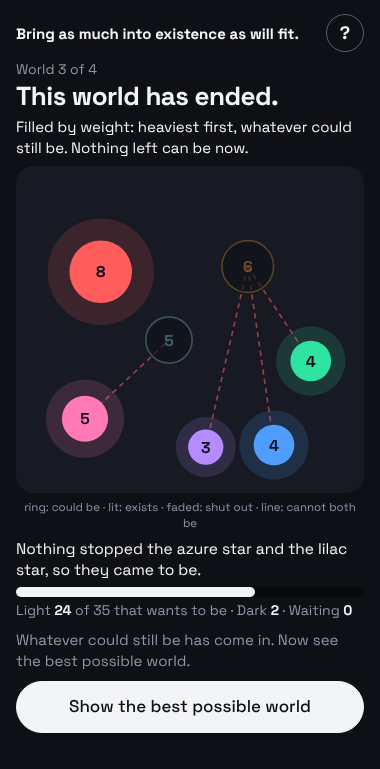 Bring as much into existence as will fit.
?
World 3 of 4
This world has ended.
Filled by weight: heaviest first, whatever could
still be. Nothing left can be now.
8
6
5
4
5
3
4
ring: could be · lit: exists · faded: shut out · line: cannot both
be
Nothing stopped the azure star and the lilac
star, so they came to be.
Light 24 of 35 that wants to be · Dark 2 · Waiting 0
Whatever could still be has come in. Now see
the best possible world.
Show the best possible world